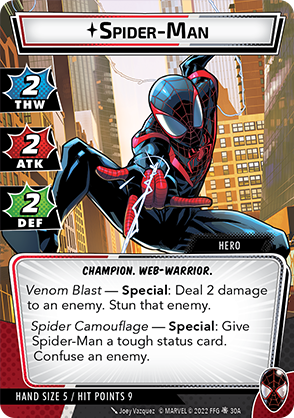 SPIDER-MAN
2
THW
2
ATK
2
DEF
HERO
CHAMPION. WEB-WARRIOR.
Venom Blast — Special: Deal 2 damage
to an enemy. Stun that enemy.
Spider Camouflage — Special: Give
Spider-Man a tough status card.
Confuse an enemy.
HAND SIZE 5 / HIT POINTS 9
Joey Vazquez © MARVEL © 2022 FFG 30A